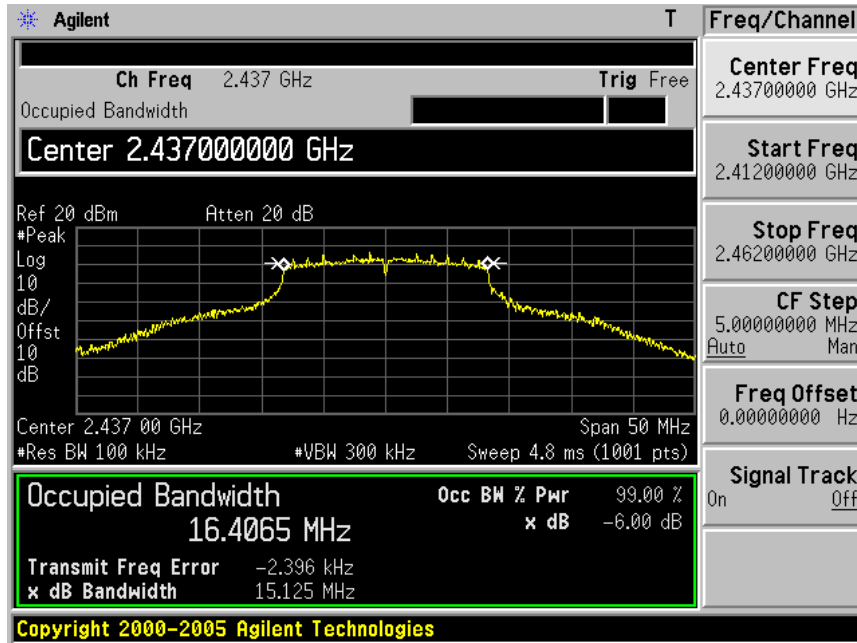 Agilent T
Freq/Channel
Ch Freq 2.437 GHz Trig Free
Occupied Bandwidth
Center 2.437000000 GHz
Ref 20 dBm Atten 20 dB
#Peak
Log
10
dB/
Offst
10
dB
Center 2.437 00 GHz Span 50 MHz
#Res BW 100 kHz #VBW 300 kHz Sweep 4.8 ms (1001 pts)
Occupied Bandwidth
16.4065 MHz
Occ BW % Pwr 99.00 %
x dB -6.00 dB
Transmit Freq Error -2.396 kHz
x dB Bandwidth 15.125 MHz
Center Freq
2.43700000 GHz
Start Freq
2.41200000 GHz
Stop Freq
2.46200000 GHz
CF Step
5.00000000 MHz
Auto Man
Freq Offset
0.00000000 Hz
Signal Track
On Off
Copyright 2000-2005 Agilent Technologies